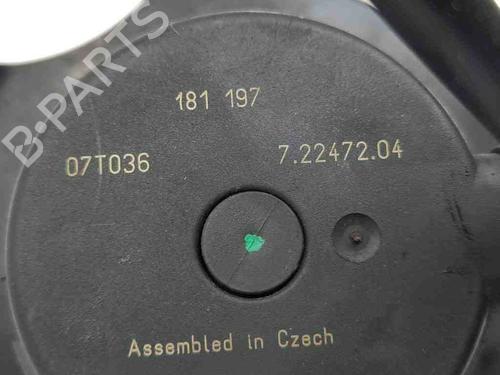 B-PARTS
181 197
07T036 7.22472.04
Assembled in Czech